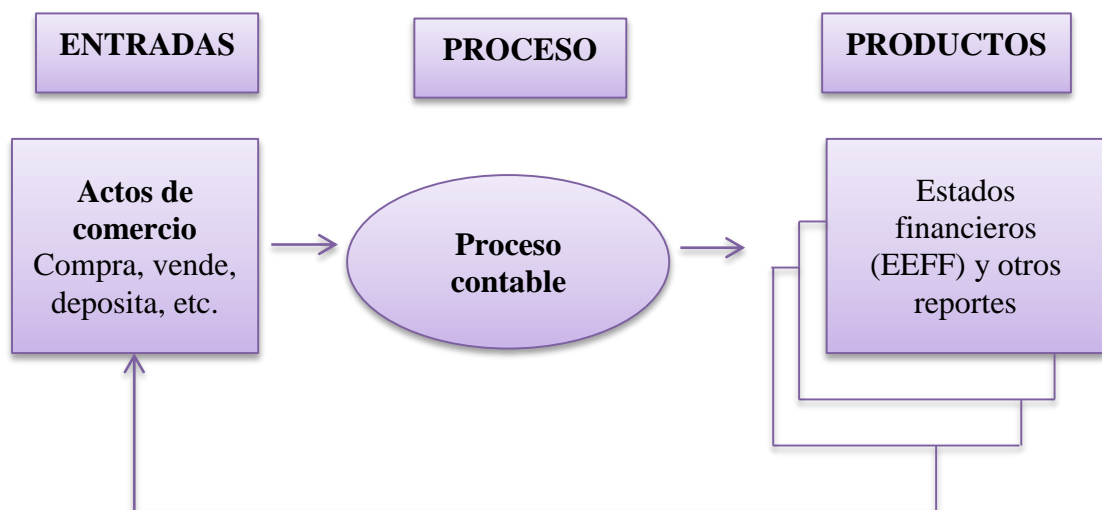 ENTRADAS
PROCESO
PRODUCTOS
Actos de
comercio
Compra, vende,
deposita, etc.
Proceso
contable
Estados
financieros
(EEFF) y otros
reportes